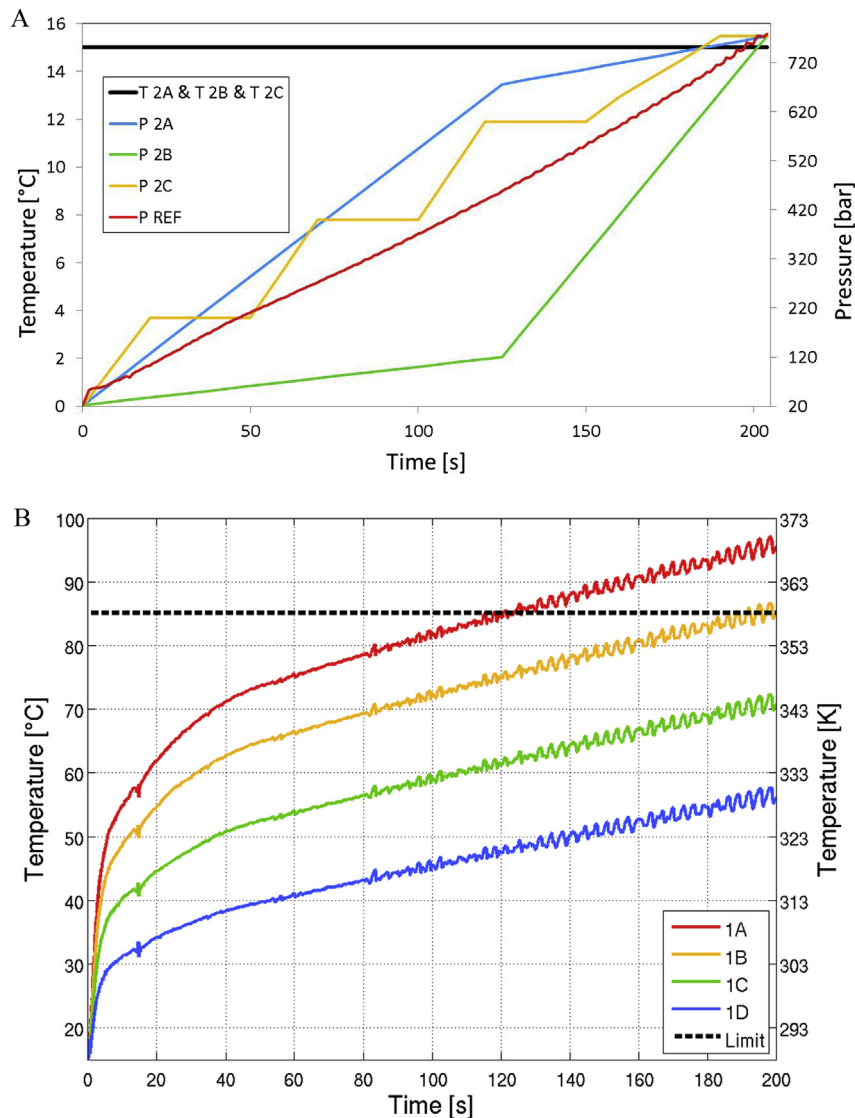 A
16
14
12
10
8
6
4
2
0
Temperature [°C]
T 2A & T 2B & T 2C
P 2A
P 2B
P 2C
P REF
720
620
520
420
320
220
120
20
Pressure [bar]
0 50 100 150 200
Time [s]
B
100
90
80
70
60
50
40
30
20
Temperature [°C]
373
363
353
343
333
323
313
303
293
Temperature [K]
1A
1B
1C
1D
Limit
0 20 40 60 80 100 120 140 160 180 200
Time [s]